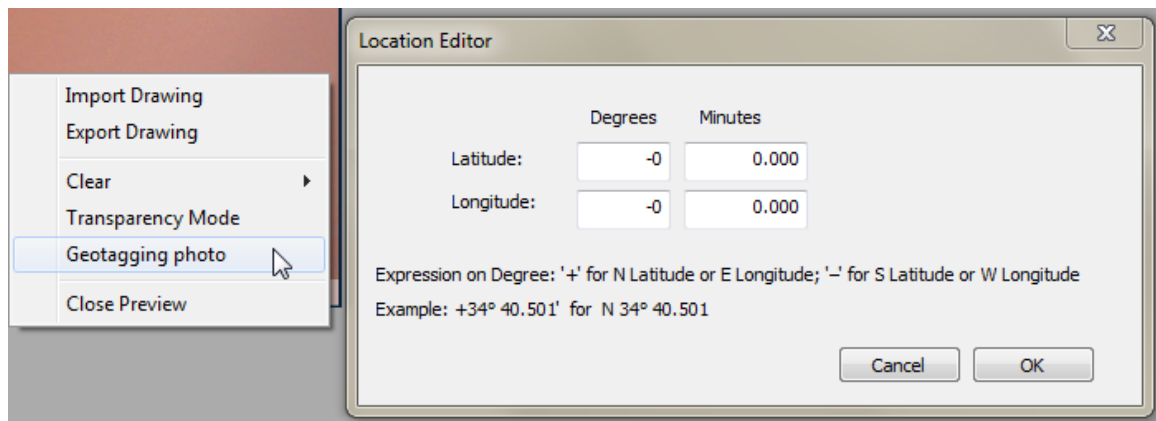 Import Drawing
Export Drawing
Clear
Transparency Mode
Geotagging photo
Close Preview
Location Editor
Degrees Minutes
Latitude: -0 0.000
Longitude: -0 0.000
Expression on Degree: '+' for N Latitude or E Longitude; '–' for S Latitude or W Longitude
Example: +34° 40.501' for N 34° 40.501
Cancel OK